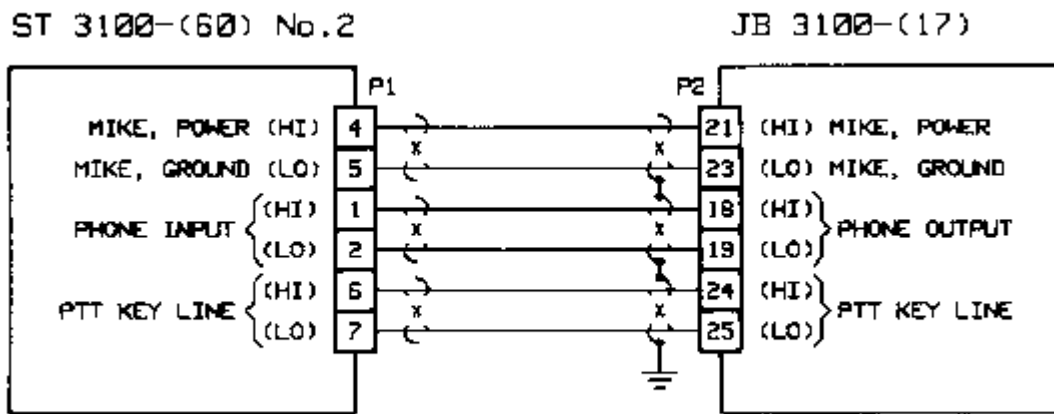 ST 3100-(60) No.2 JB 3100-(17)
P1 P2
MIKE, POWER (HI) 4 21 (HI) MIKE, POWER
MIKE, GROUND (LO) 5 23 (LO) MIKE, GROUND
PHONE INPUT (HI) 1 18 (HI) PHONE OUTPUT
(LO) 2 19 (LO)
PTT KEY LINE (HI) 6 24 (HI) PTT KEY LINE
(LO) 7 25 (LO)